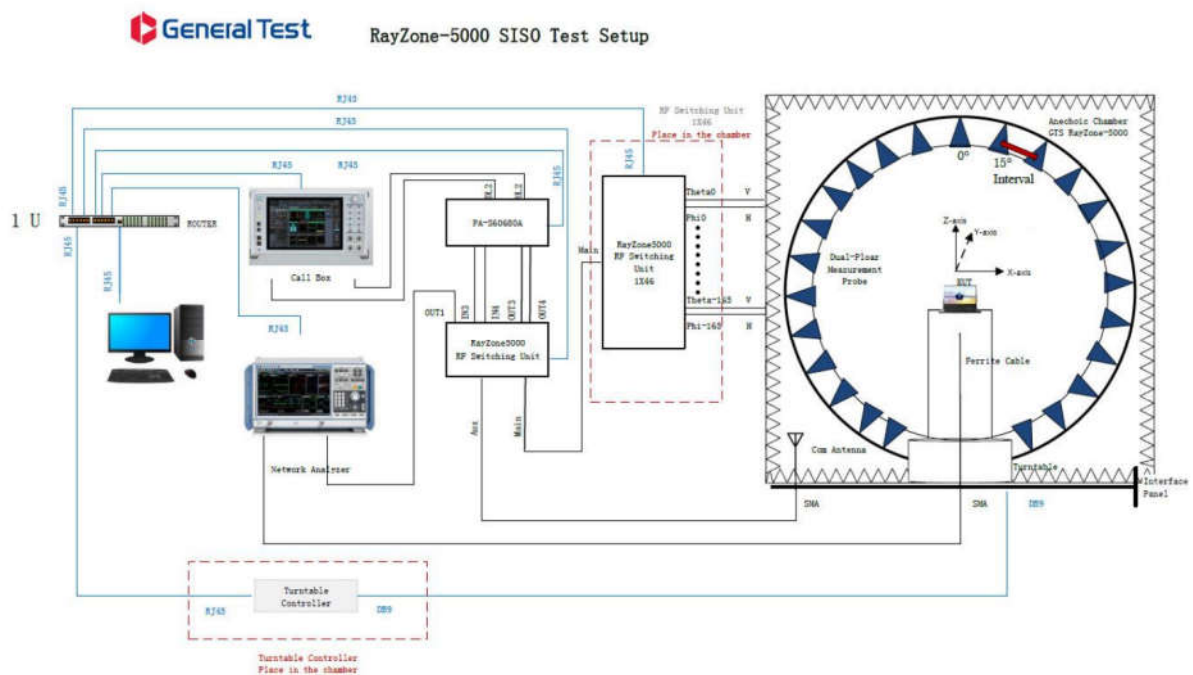 General Test
RayZone-5000 SISO Test Setup
RJ45
RJ45
RJ45
RJ45
RF Switching Unit
1X46
Place in the chamber
Anechoic Chamber
GTS RayZone-5000
0°
15°
Interval
RJ45
RJ45
RJ45
1 U
ROUTER
DL2
DL2
PA-S60680A
Call Box
RJ45
RJ45
Main
RayZone5000
RF Switching
Unit
1X46
Theta0
V
Phi0
H
Theta-165
V
Phi-165
H
Z-axis
Y-axis
X-axis
EUT
Dual-Ploar
Measurement
Probe
Ferrite Cable
OUT1
IN3
IN4
OUT3
OUT4
RayZone5000
RF Switching Unit
Aux
Main
Network Analyzer
Com Antenna
Turntable
Interface
Panel
SMA
SMA
DB9
RJ45
Turntable
Controller
DB9
Turntable Controller
Place in the chamber